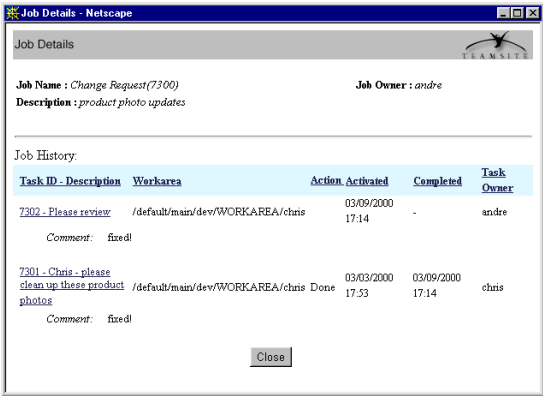 Job Details - Netscape
Job Details
TEAMSITE
Job Name : Change Request(7300) Job Owner : andre
Description : product photo updates
Job History:
Task ID - Description Workarea Action Activated Completed Task Owner
7302 - Please review /default/main/dev/WORKAREA/chris 03/09/2000 17:14 - andre
Comment: fixed!
7301 - Chris - please clean up these product photos /default/main/dev/WORKAREA/chris Done 03/03/2000 17:53 03/09/2000 17:14 chris
Comment: fixed!
Close